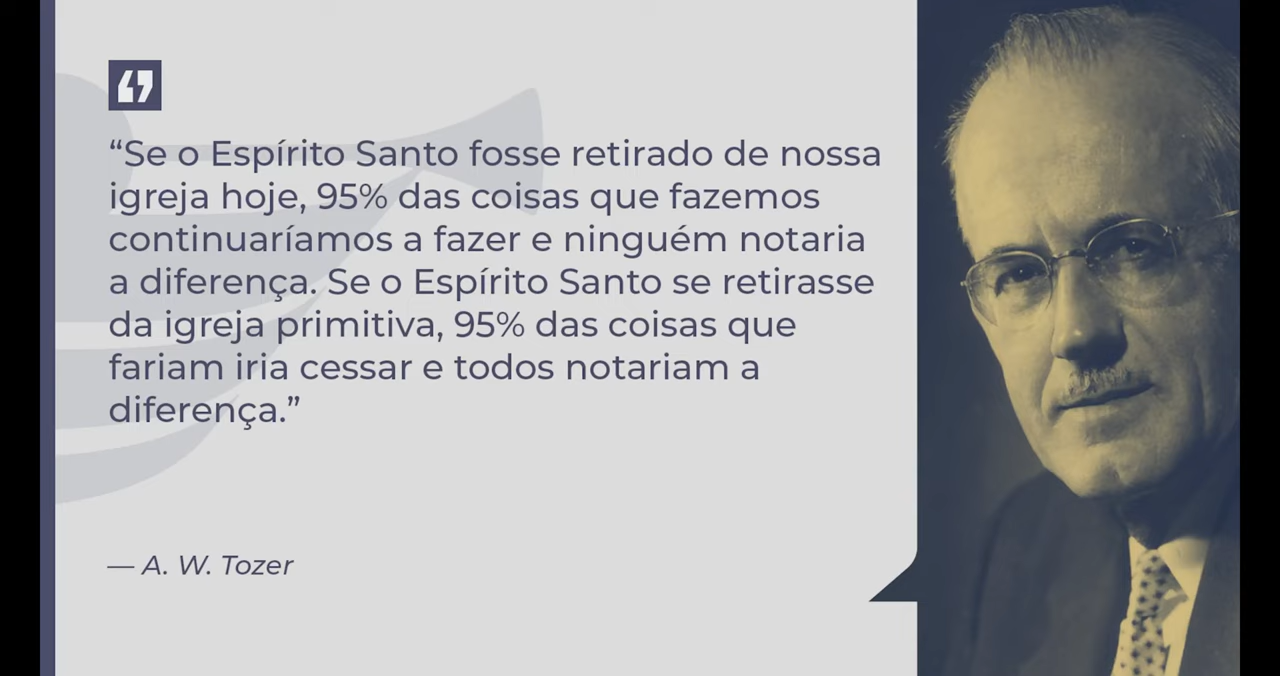 “Se o Espírito Santo fosse retirado de nossa
igreja hoje, 95% das coisas que fazemos
continuaríamos a fazer e ninguém notaria
a diferença. Se o Espírito Santo se retirasse
da igreja primitiva, 95% das coisas que
fariam iria cessar e todos notariam a
diferença.”
— A. W. Tozer